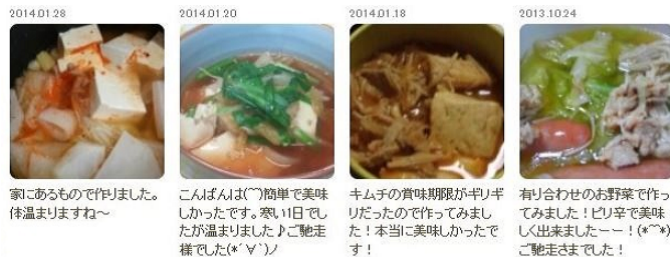 2014.01.28
家にあるもので作りました。
体温まりますね～
2014.01.20
こんばんは(^^)簡単で美味
しかったです。寒い1日でし
たが温まりました♪ご馳走
様でした(*´∀`)ノ
2014.01.18
キムチの賞味期限がギリギ
リだったので作ってみまし
た！本当に美味しかったで
す！
2013.10.24
有り合わせのお野菜で作っ
てみました！ピリ辛で美味
しく出来ましたーー！(*^^*)
ご馳走さまでした！